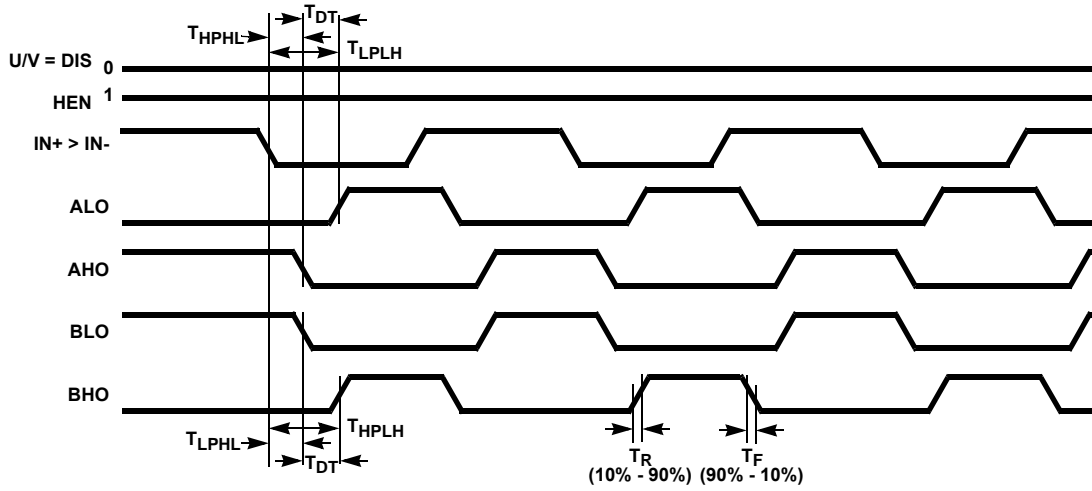 TDT
THPHL
TLPLH
U/V = DIS 0
HEN 1
IN+ > IN-
ALO
AHO
BLO
BHO
THPLH
TLPHL
TDT
TR
(10% - 90%)
TF
(90% - 10%)